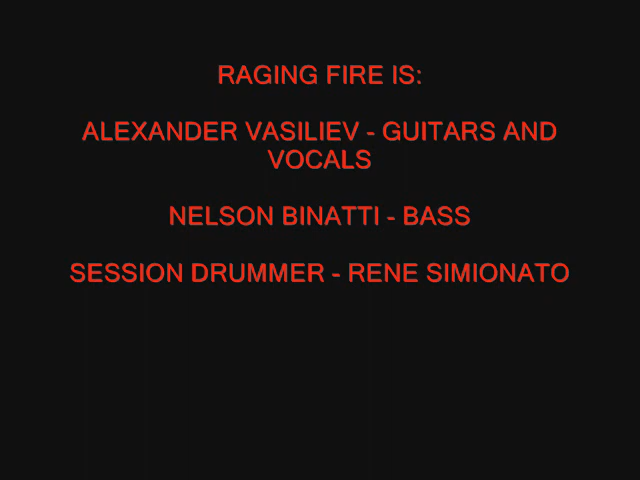 RAGING FIRE IS:
ALEXANDER VASILIEV - GUITARS AND
VOCALS
NELSON BINATTI - BASS
SESSION DRUMMER - RENE SIMIONATO